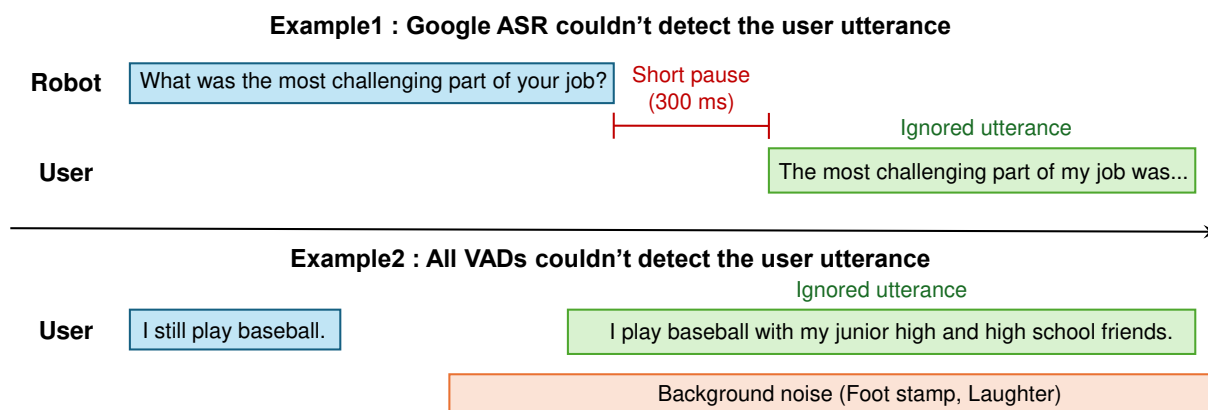 Example1 : Google ASR couldn't detect the user utterance
Robot
What was the most challenging part of your job?
Short pause
(300 ms)
Ignored utterance
User
The most challenging part of my job was...
Example2 : All VADs couldn't detect the user utterance
Ignored utterance
User
I still play baseball.
I play baseball with my junior high and high school friends.
Background noise (Foot stamp, Laughter)